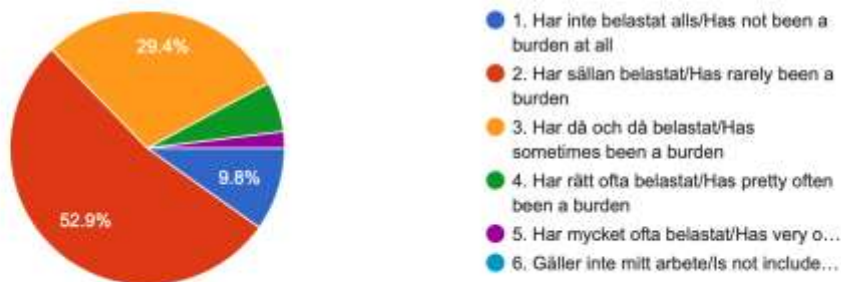 29.4%
9.8%
52.9%
1. Har inte belastat alls/Has not been a
burden at all
2. Har sällan belastat/Has rarely been a
burden
3. Har då och då belastat/Has
sometimes been a burden
4. Har rätt ofta belastat/Has pretty often
been a burden
5. Har mycket ofta belastat/Has very o…
6. Gäller inte mitt arbete/Is not include…